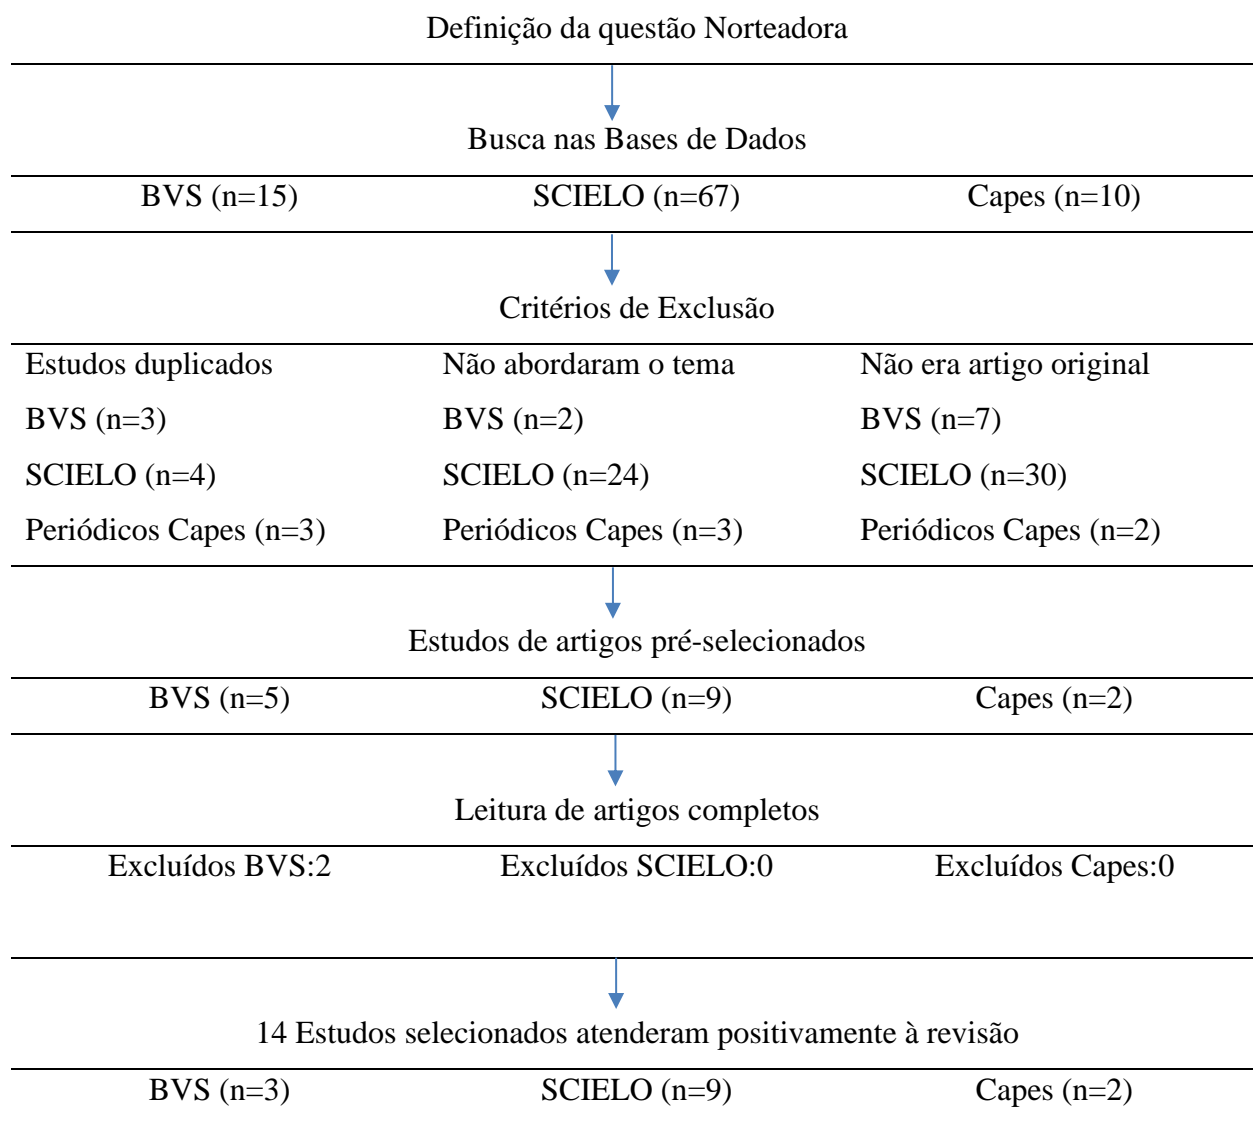 Definição da questão Norteadora
Busca nas Bases de Dados
BVS (n=15) SCIELO (n=67) Capes (n=10)
Critérios de Exclusão
Estudos duplicados Não abordaram o tema Não era artigo original
BVS (n=3) BVS (n=2) BVS (n=7)
SCIELO (n=4) SCIELO (n=24) SCIELO (n=30)
Periódicos Capes (n=3) Periódicos Capes (n=3) Periódicos Capes (n=2)
Estudos de artigos pré-selecionados
BVS (n=5) SCIELO (n=9) Capes (n=2)
Leitura de artigos completos
Excluídos BVS:2 Excluídos SCIELO:0 Excluídos Capes:0
14 Estudos selecionados atenderam positivamente à revisão
BVS (n=3) SCIELO (n=9) Capes (n=2)